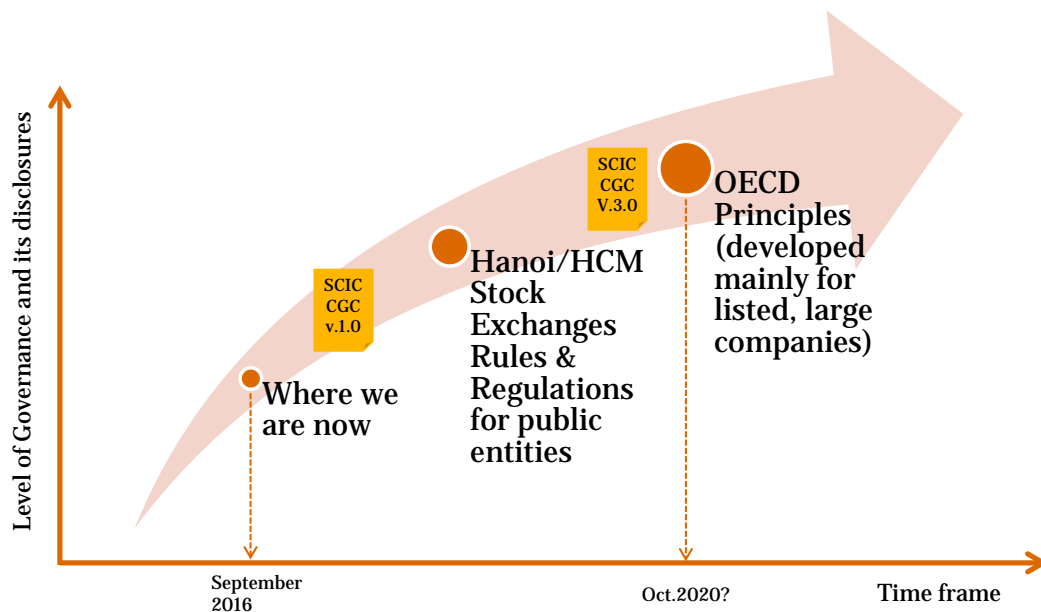 Level of Governance and its disclosures
SCIC
CGC
V.3.0
OECD
Principles
(developed
mainly for
listed, large
companies)
Hanoi/HCM
Stock
Exchanges
Rules &
Regulations
for public
entities
SCIC
CGC
v.1.0
Where we
are now
September
2016
Oct.2020?
Time frame